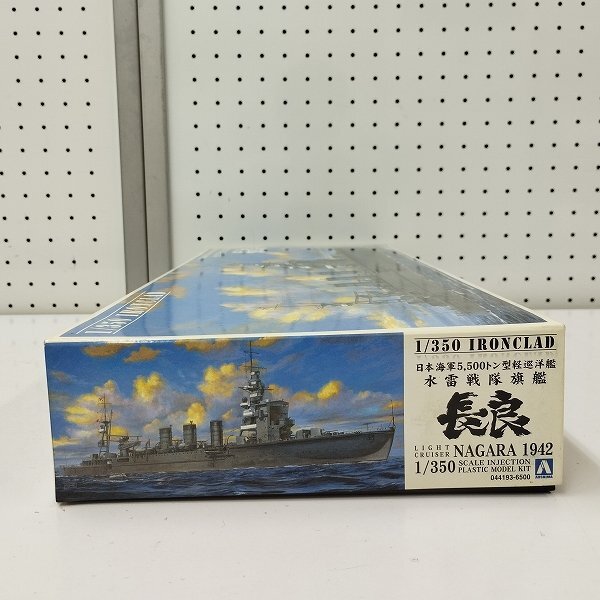 1/350 IRONCLAD
日本海軍5,500トン型軽巡洋艦
水雷戦隊旗艦
長良
LIGHT CRUISER NAGARA 1942
1/350 SCALE INJECTION PLASTIC MODEL KIT
AOSHIMA
044193-6500